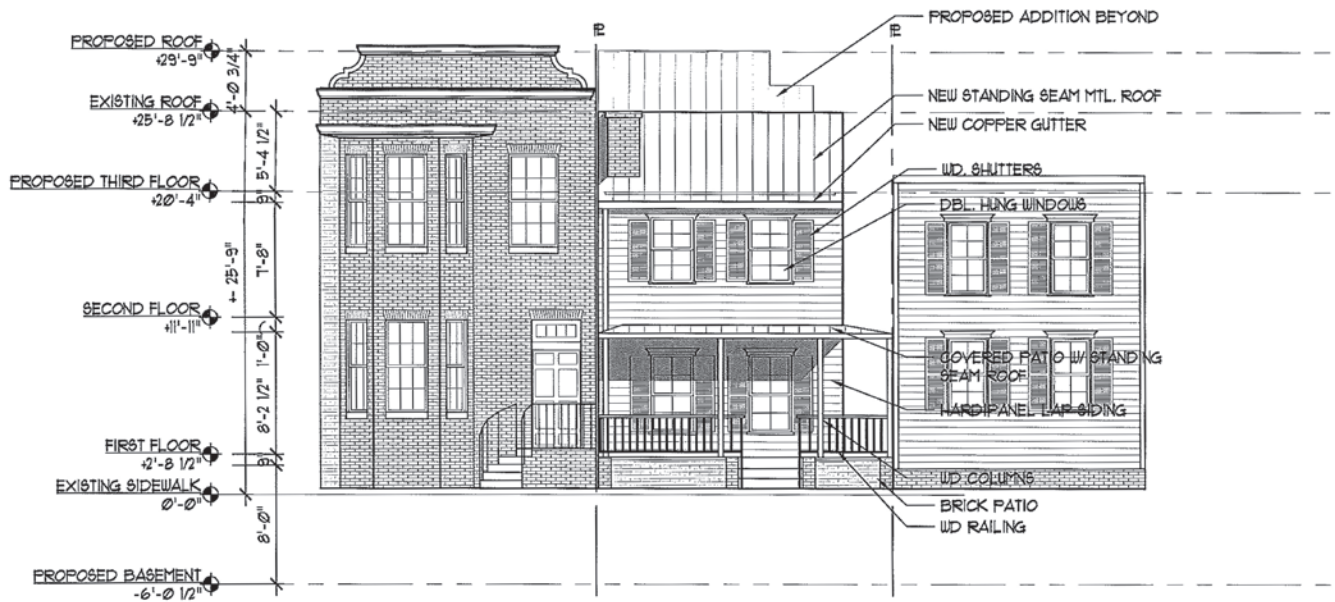 PROPOSED ROOF
+29'-9"
EXISTING ROOF
+25'-8 1/2"
PROPOSED THIRD FLOOR
+20'-4"
SECOND FLOOR
+11'-11"
FIRST FLOOR
+2'-8 1/2"
EXISTING SIDEWALK
0'-0"
PROPOSED BASEMENT
-6'-0 1/2"
4'-0 3/4"
5'-4 1/2"
9"
7'-8"
+- 25'-9"
1'-0"
8'-2 1/2"
9"
8'-0"
PL
PL
PROPOSED ADDITION BEYOND
NEW STANDING SEAM MTL. ROOF
NEW COPPER GUTTER
WD. SHUTTERS
DBL. HUNG WINDOWS
COVERED PATIO W/ STANDING
SEAM ROOF
HARDIPANEL LAP SIDING
WD COLUMNS
BRICK PATIO
WD RAILING